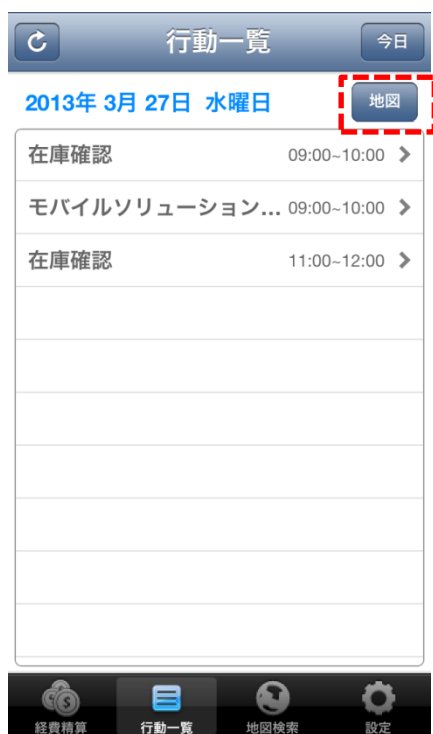 行動一覧
今日
2013年 3月 27日 水曜日
地図
在庫確認 09:00~10:00
モバイルソリューション... 09:00~10:00
在庫確認 11:00~12:00
経費精算 行動一覧 地図検索 設定